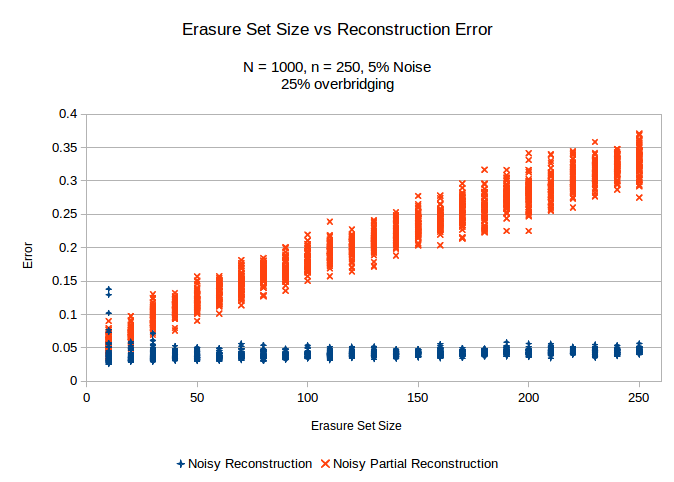 Erasure Set Size vs Reconstruction Error
N = 1000, n = 250, 5% Noise
25% overbridging
0.4
0.35
0.3
0.25
0.2
0.15
0.1
0.05
0
Error
0 50 100 150 200 250
Erasure Set Size
Noisy Reconstruction Noisy Partial Reconstruction